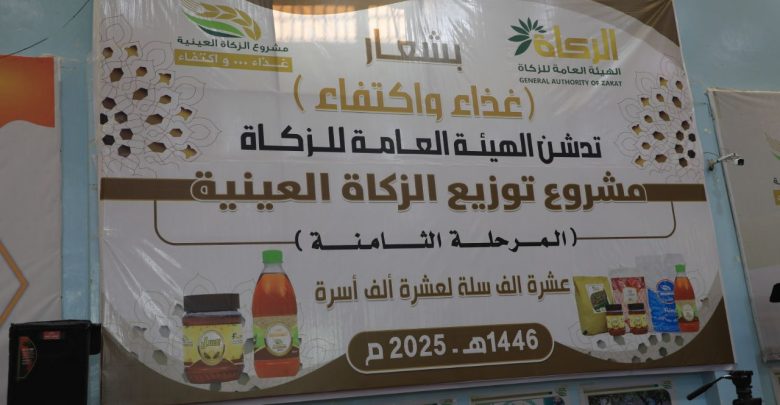 الزكاة
الهيئة العامة للزكاة
GENERAL AUTHORITY OF ZAKAT
مشروع الزكاة العينية
غذاء ... و اكتفاء
بشعار
(غذاء واكتفاء)
تدشن الهيئة العامة للزكاة
مشروع توزيع الزكاة العينية
(المرحلة الثامنة)
عشرة الف سلة لعشرة ألف أسرة
1446هـ - 2025 م